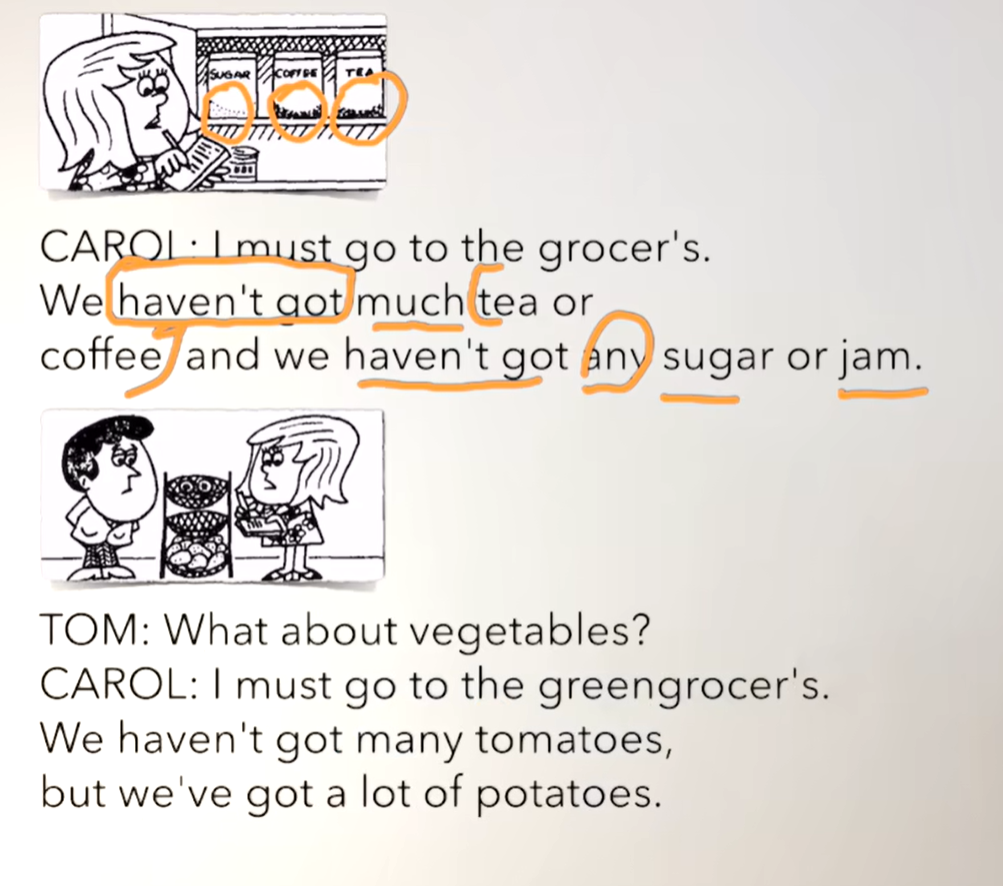 SUGAR COFFEE TEA
CAROL: I must go to the grocer's.
We haven't got much tea or
coffee, and we haven't got any sugar or jam.
TOM: What about vegetables?
CAROL: I must go to the greengrocer's.
We haven't got many tomatoes,
but we've got a lot of potatoes.